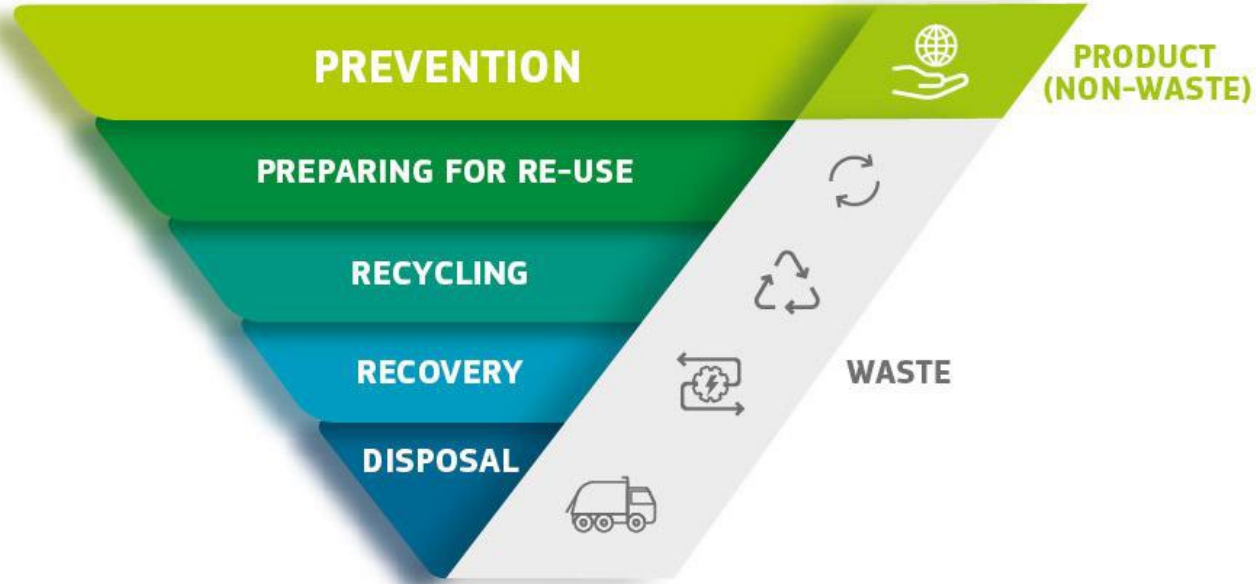 PREVENTION
PRODUCT
(NON-WASTE)
PREPARING FOR RE-USE
RECYCLING
RECOVERY
WASTE
DISPOSAL